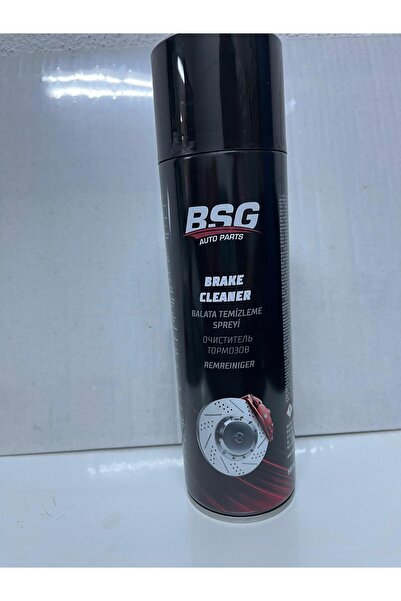 BSG
AUTO PARTS
BRAKE
CLEANER
BALATA TEMİZLEME
SPREYİ
ОЧИСТИТЕЛЬ
ТОРМОЗОВ
REMREINIGER